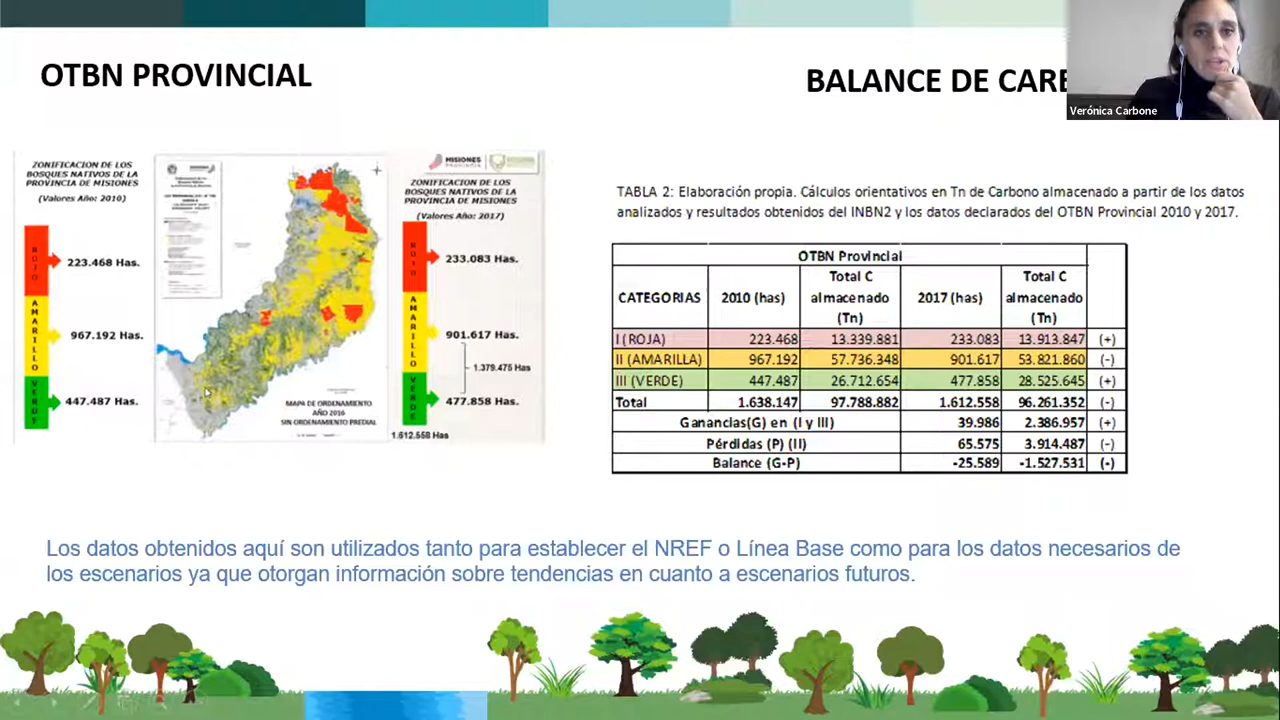 OTBN PROVINCIAL
BALANCE DE CARB
Verónica Carbone
ZONIFICACION DE LOS
BOSQUES NATIVOS DE LA
PROVINCIA DE MISIONES
(Valores Año: 2010)
ROJO
223.468 Has.
AMARILLO
967.192 Has.
VERDE
447.487 Has.
MAPA DE ORDENAMIENTO
AÑO 2016
SIN ORDENAMIENTO PREDIAL
MISIONES
ZONIFICACION DE LOS
BOSQUES NATIVOS DE LA
PROVINCIA DE MISIONES
(Valores Año: 2017)
ROJO
233.083 Has.
AMARILLO
901.617 Has.
1.379.475 Has
VERDE
477.858 Has.
1.612.558 Has
TABLA 2: Elaboración propia. Cálculos orientativos en Tn de Carbono almacenado a partir de los datos
analizados y resultados obtenidos del INBN2 y los datos declarados del OTBN Provincial 2010 y 2017.
OTBN Provincial
CATEGORIAS 2010 (has) Total C almacenado (Tn) 2017 (has) Total C almacenado (Tn)
I (ROJA) 223.468 13.339.881 233.083 13.913.847 (+)
II (AMARILLA) 967.192 57.736.348 901.617 53.821.860 (-)
III (VERDE) 447.487 26.712.654 477.858 28.525.645 (+)
Total 1.638.147 97.788.882 1.612.558 96.261.352 (-)
Ganancias(G) en (I y III) 39.986 2.386.957 (+)
Pérdidas (P) (II) 65.575 3.914.487 (-)
Balance (G-P) -25.589 -1.527.531 (-)
Los datos obtenidos aquí son utilizados tanto para establecer el NREF o Línea Base como para los datos necesarios de
los escenarios ya que otorgan información sobre tendencias en cuanto a escenarios futuros.